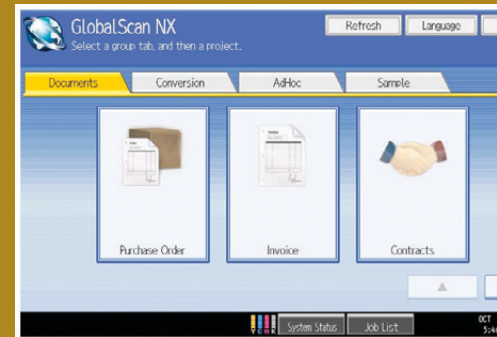 GlobalScan NX
Refresh
Language
Select a group tab, and then a project.
Documents
Conversion
AdHoc
Sample
Purchase Order
Invoice
Contracts
Y C M K
System Status
Job List
OCT